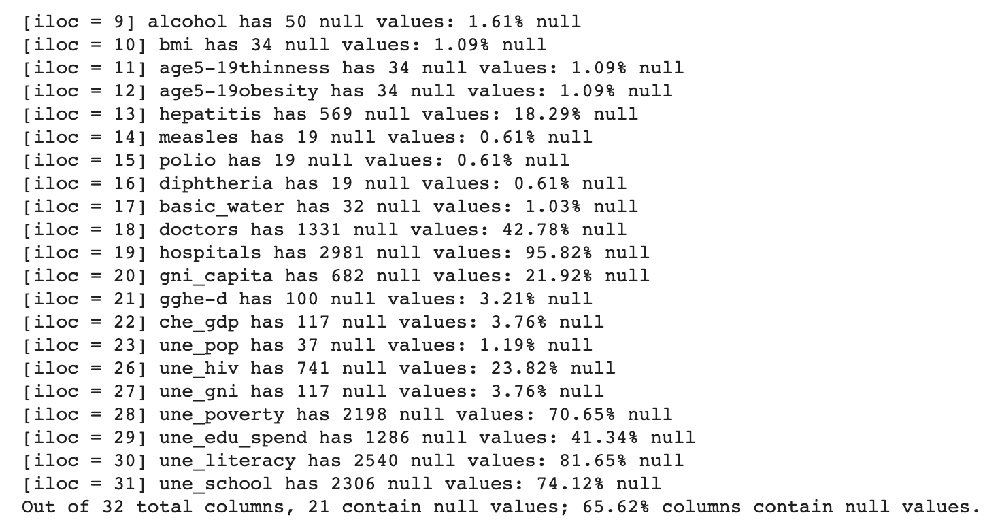 [iloc = 9] alcohol has 50 null values: 1.61% null
[iloc = 10] bmi has 34 null values: 1.09% null
[iloc = 11] age5-19thinness has 34 null values: 1.09% null
[iloc = 12] age5-19obesity has 34 null values: 1.09% null
[iloc = 13] hepatitis has 569 null values: 18.29% null
[iloc = 14] measles has 19 null values: 0.61% null
[iloc = 15] polio has 19 null values: 0.61% null
[iloc = 16] diphtheria has 19 null values: 0.61% null
[iloc = 17] basic_water has 32 null values: 1.03% null
[iloc = 18] doctors has 1331 null values: 42.78% null
[iloc = 19] hospitals has 2981 null values: 95.82% null
[iloc = 20] gni_capita has 682 null values: 21.92% null
[iloc = 21] gghe-d has 100 null values: 3.21% null
[iloc = 22] che_gdp has 117 null values: 3.76% null
[iloc = 23] une_pop has 37 null values: 1.19% null
[iloc = 26] une_hiv has 741 null values: 23.82% null
[iloc = 27] une_gni has 117 null values: 3.76% null
[iloc = 28] une_poverty has 2198 null values: 70.65% null
[iloc = 29] une_edu_spend has 1286 null values: 41.34% null
[iloc = 30] une_literacy has 2540 null values: 81.65% null
[iloc = 31] une_school has 2306 null values: 74.12% null
Out of 32 total columns, 21 contain null values; 65.62% columns contain null values.